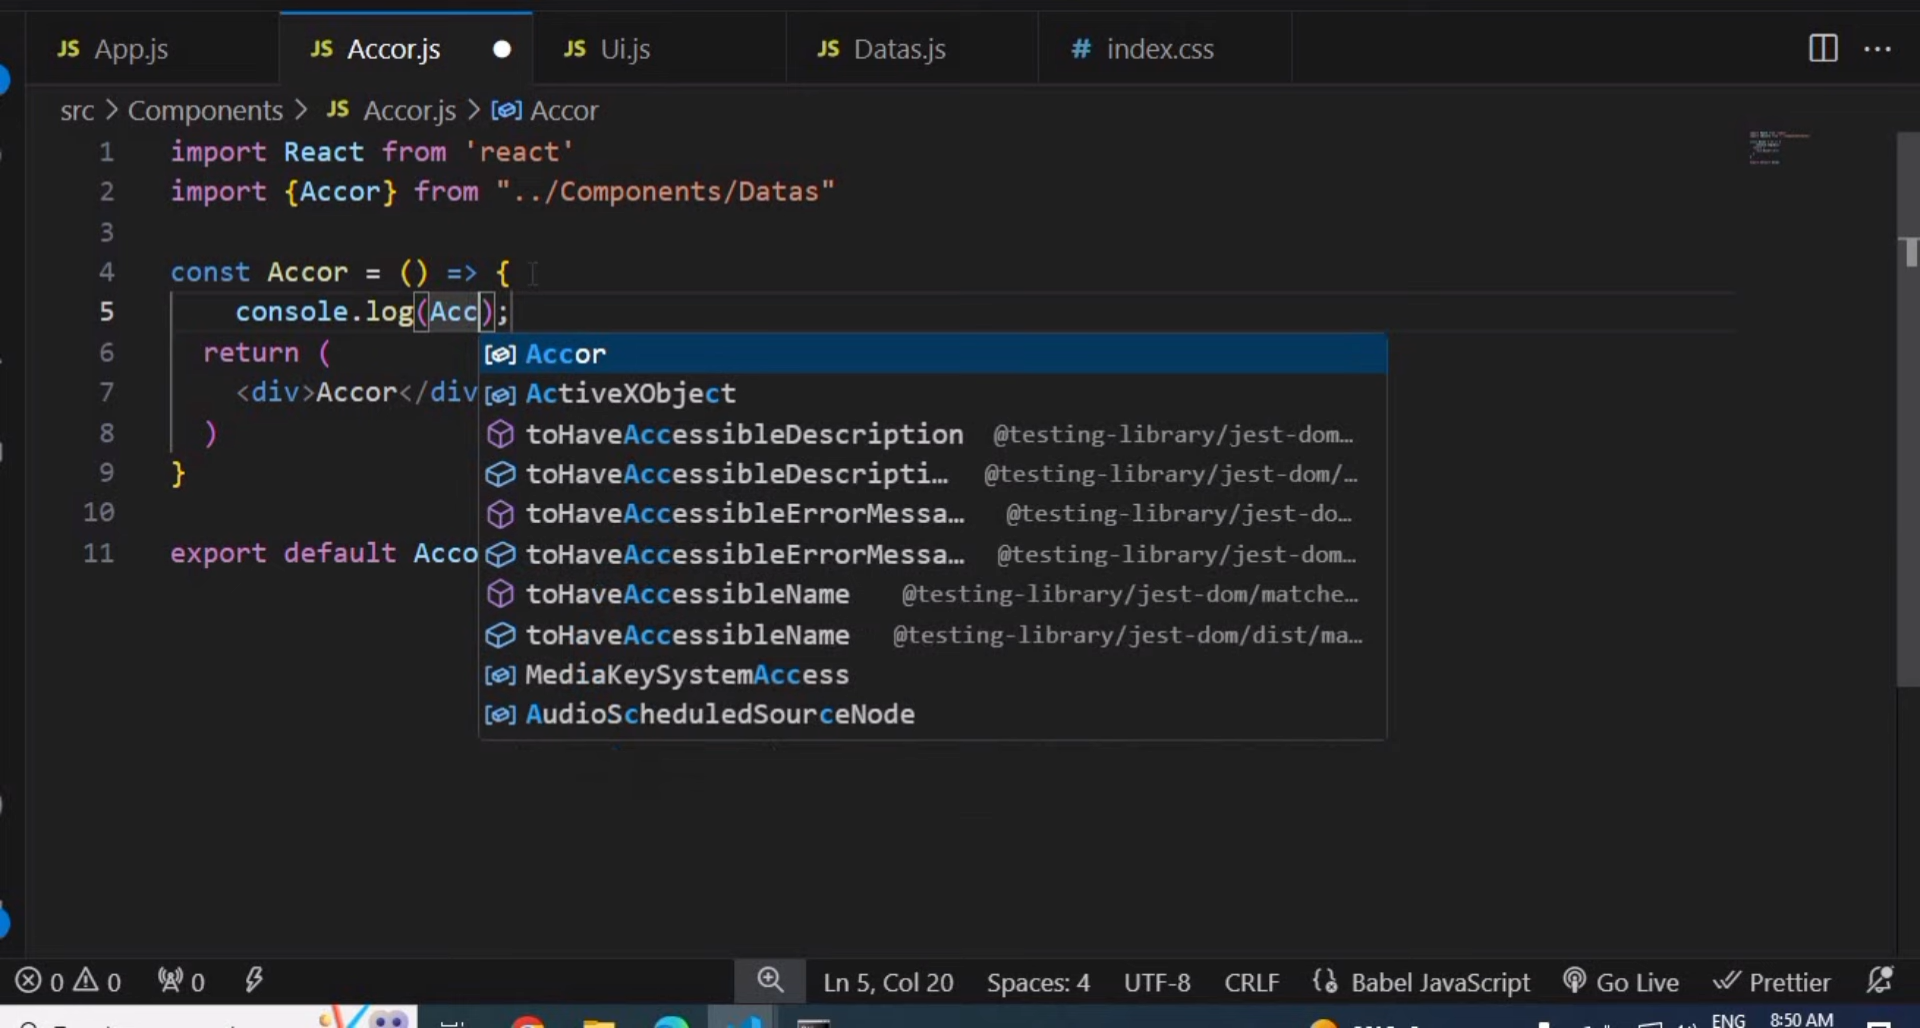 JS App.js
JS Accor.js
JS Ui.js
JS Datas.js
# index.css
src > Components > JS Accor.js > Accor
1 import React from 'react'
2 import {Accor} from "../Components/Datas"
3
4 const Accor = () => {
5 console.log(Acc);
6 return (
7 <div>Accor</div
8 )
9 }
10
11 export default Acco
Accor
ActiveXObject
toHaveAccessibleDescription @testing-library/jest-dom…
toHaveAccessibleDescripti… @testing-library/jest-dom/…
toHaveAccessibleErrorMessa… @testing-library/jest-do…
toHaveAccessibleErrorMessa… @testing-library/jest-dom…
toHaveAccessibleName @testing-library/jest-dom/matche…
toHaveAccessibleName @testing-library/jest-dom/dist/ma…
MediaKeySystemAccess
AudioScheduledSourceNode
0 0 0 Ln 5, Col 20 Spaces: 4 UTF-8 CRLF Babel JavaScript Go Live Prettier
ENG 8:50 AM